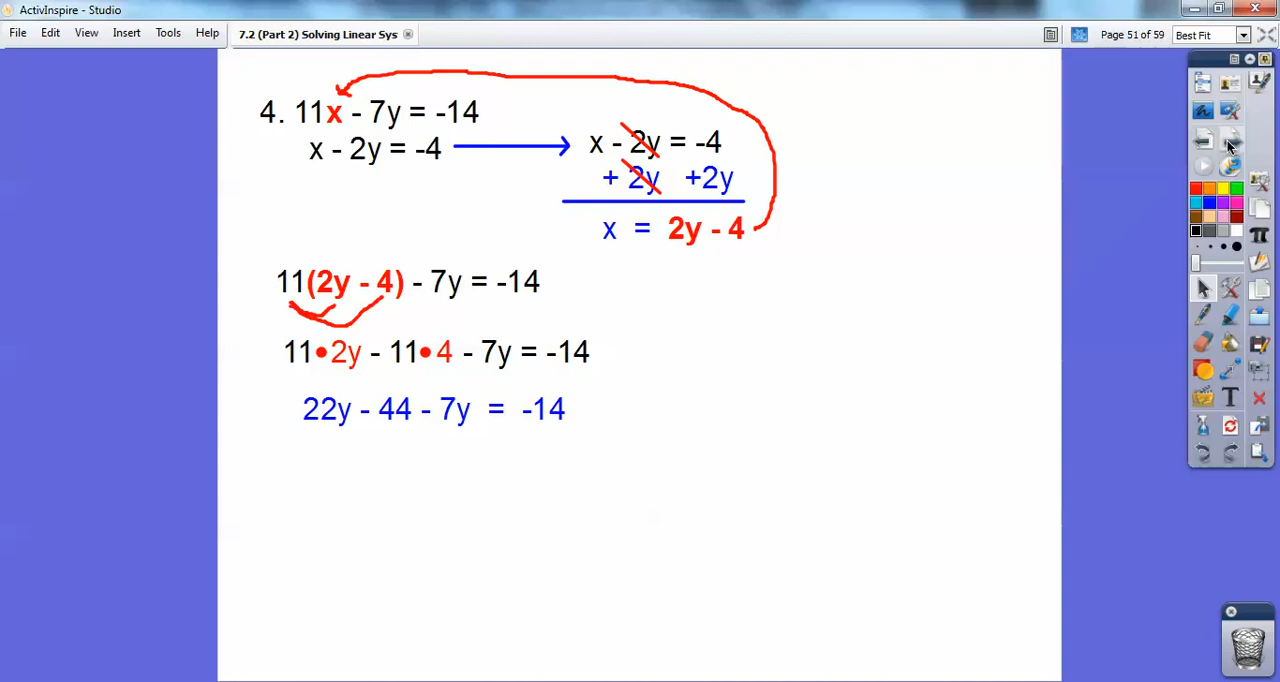 ActivInspire - Studio
File Edit View Insert Tools Help
7.2 (Part 2) Solving Linear Sys
Page 51 of 59
Best Fit
4. 11x - 7y = -14
x - 2y = -4
x - 2y = -4
+ 2y +2y
x = 2y - 4
11(2y - 4) - 7y = -14
11•2y - 11•4 - 7y = -14
22y - 44 - 7y = -14